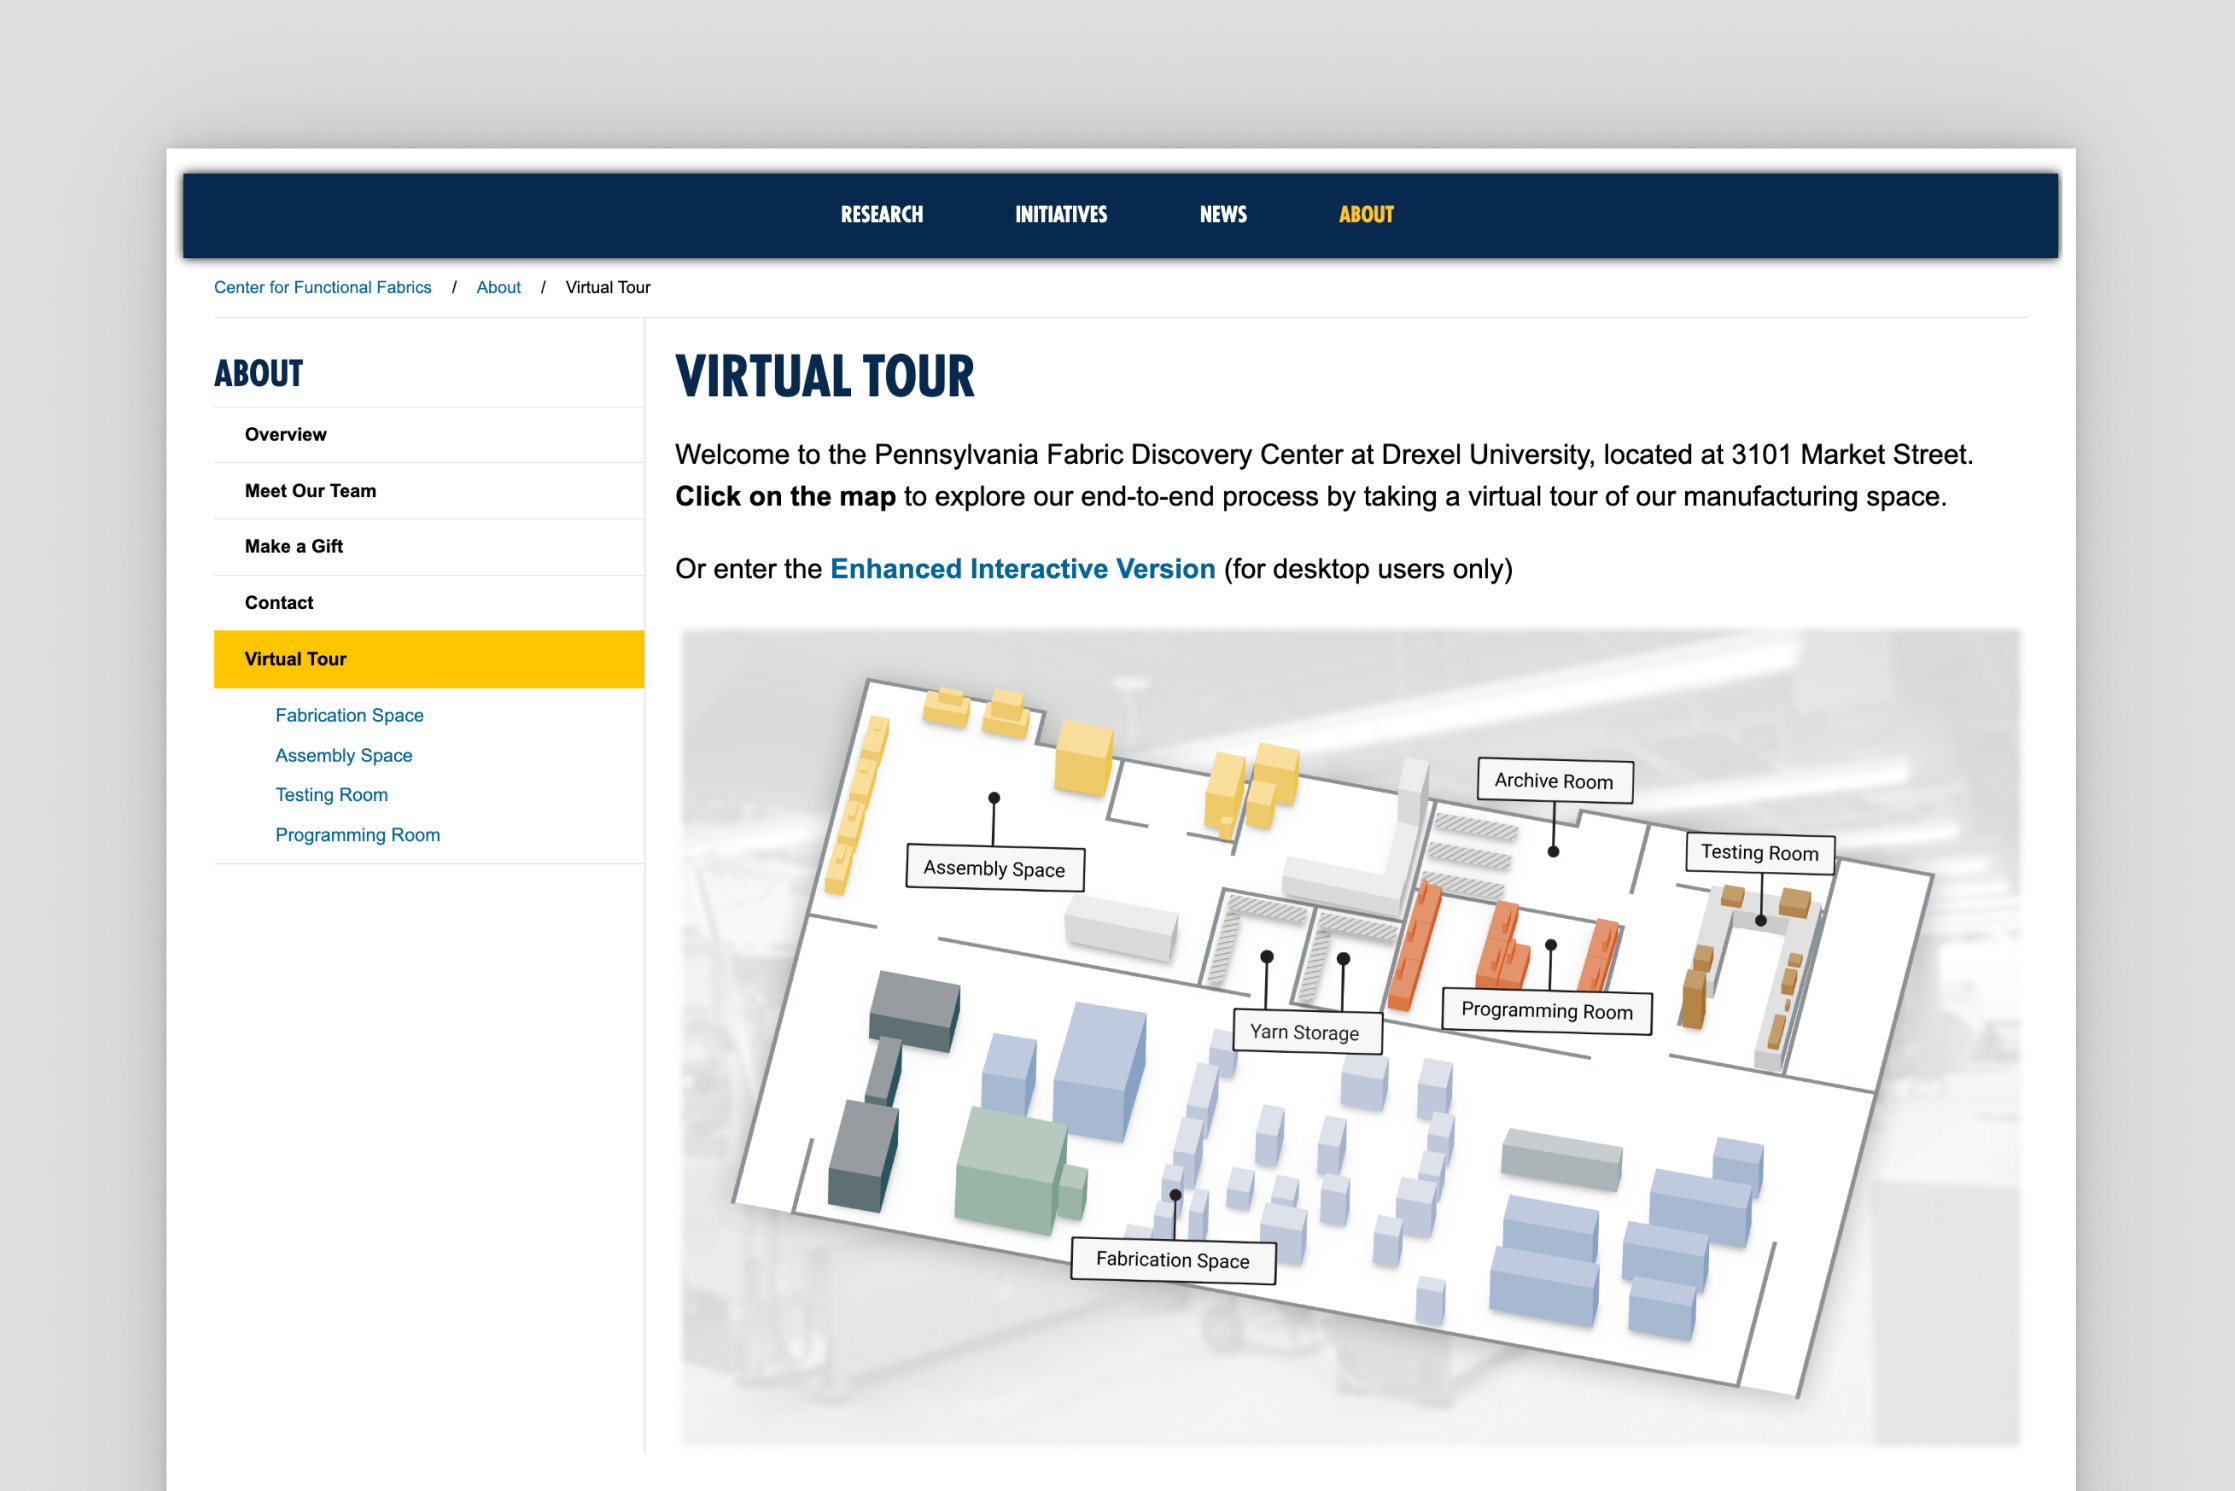 RESEARCH INITIATIVES NEWS ABOUT
Center for Functional Fabrics / About / Virtual Tour
ABOUT
Overview
Meet Our Team
Make a Gift
Contact
Virtual Tour
Fabrication Space
Assembly Space
Testing Room
Programming Room
VIRTUAL TOUR
Welcome to the Pennsylvania Fabric Discovery Center at Drexel University, located at 3101 Market Street.
Click on the map to explore our end-to-end process by taking a virtual tour of our manufacturing space.
Or enter the Enhanced Interactive Version (for desktop users only)
Archive Room
Testing Room
Assembly Space
Programming Room
Yarn Storage
Fabrication Space